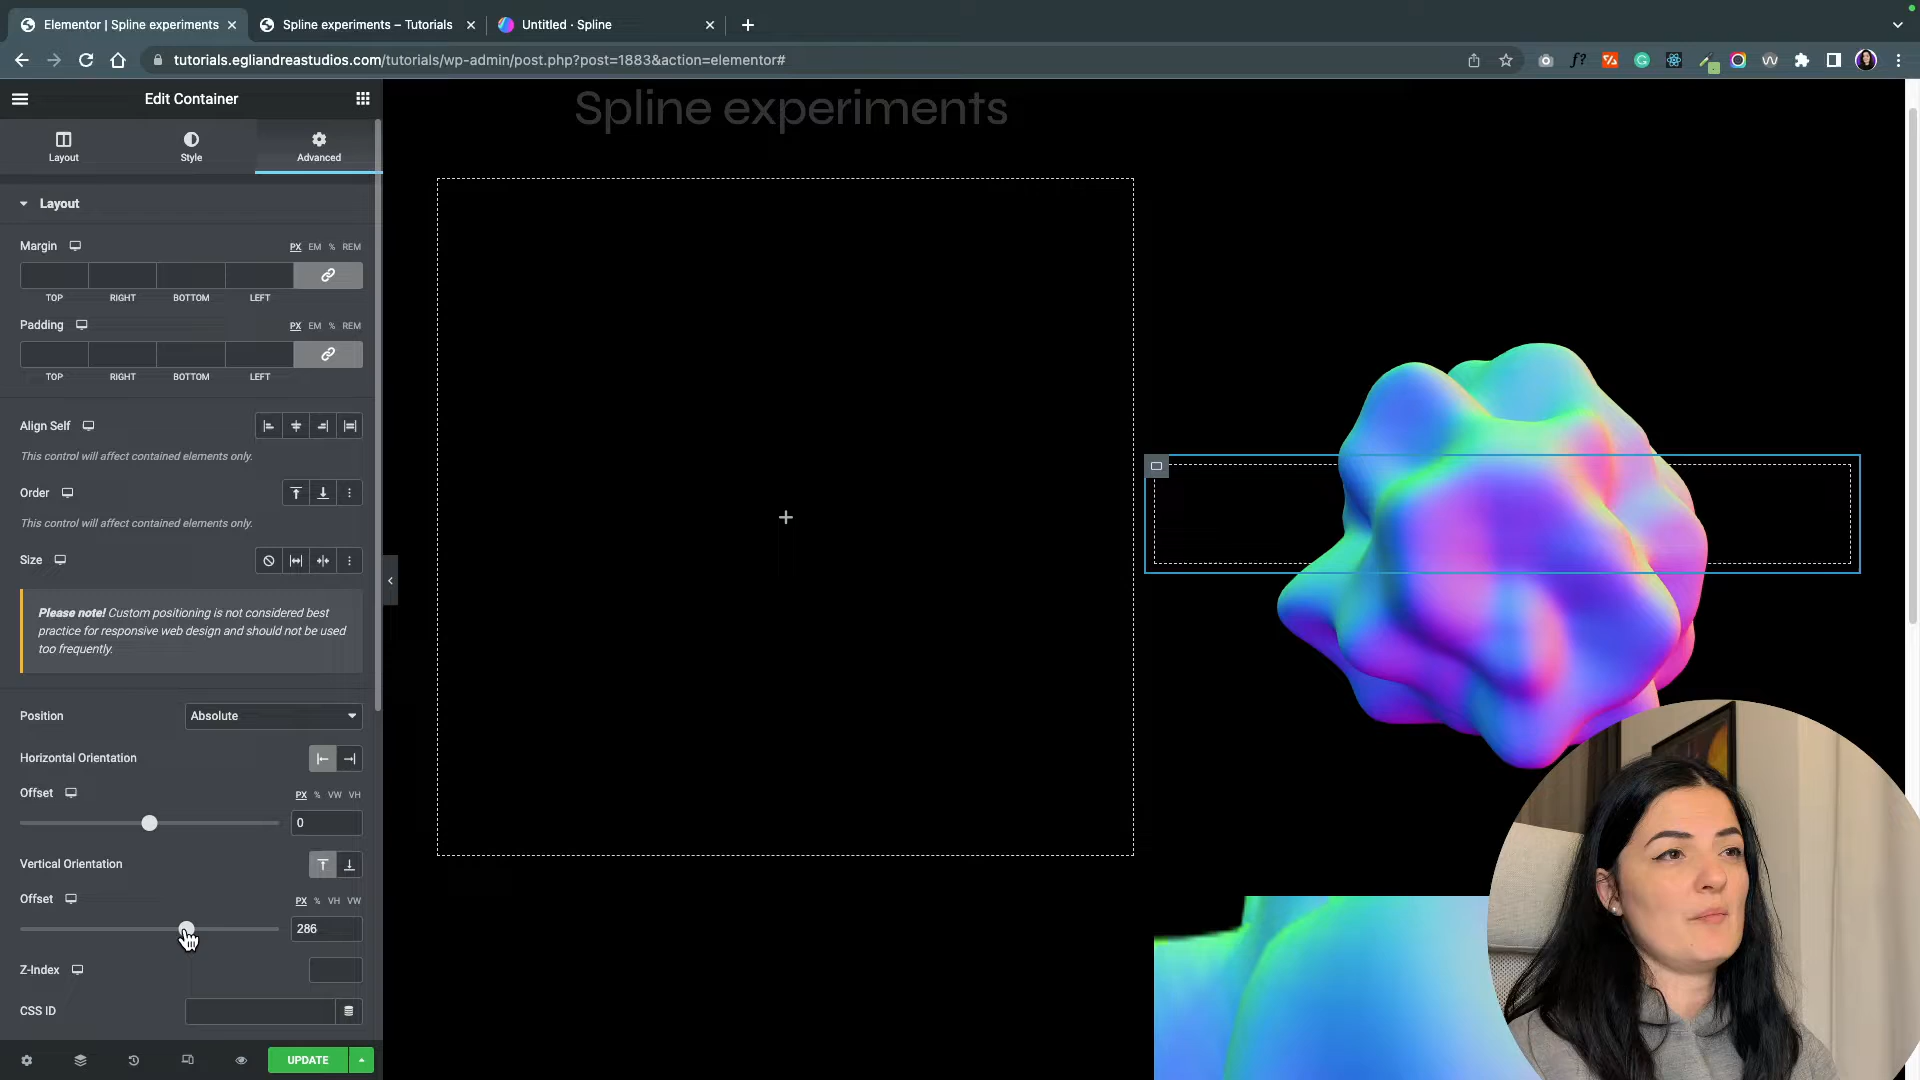 Elementor | Spline experiments
Spline experiments – Tutorials
Untitled · Spline
tutorials.egliandreastudios.com/tutorials/wp-admin/post.php?post=1883&action=elementor#
Edit Container
Layout
Style
Advanced
Spline experiments
Layout
Margin
PX EM % REM
TOP RIGHT BOTTOM LEFT
Padding
PX EM % REM
TOP RIGHT BOTTOM LEFT
Align Self
This control will affect contained elements only.
Order
This control will affect contained elements only.
Size
Please note! Custom positioning is not considered best
practice for responsive web design and should not be used
too frequently.
Position
Absolute
Horizontal Orientation
Offset
PX % VW VH
0
Vertical Orientation
Offset
PX % VH VW
286
Z-Index
CSS ID
UPDATE